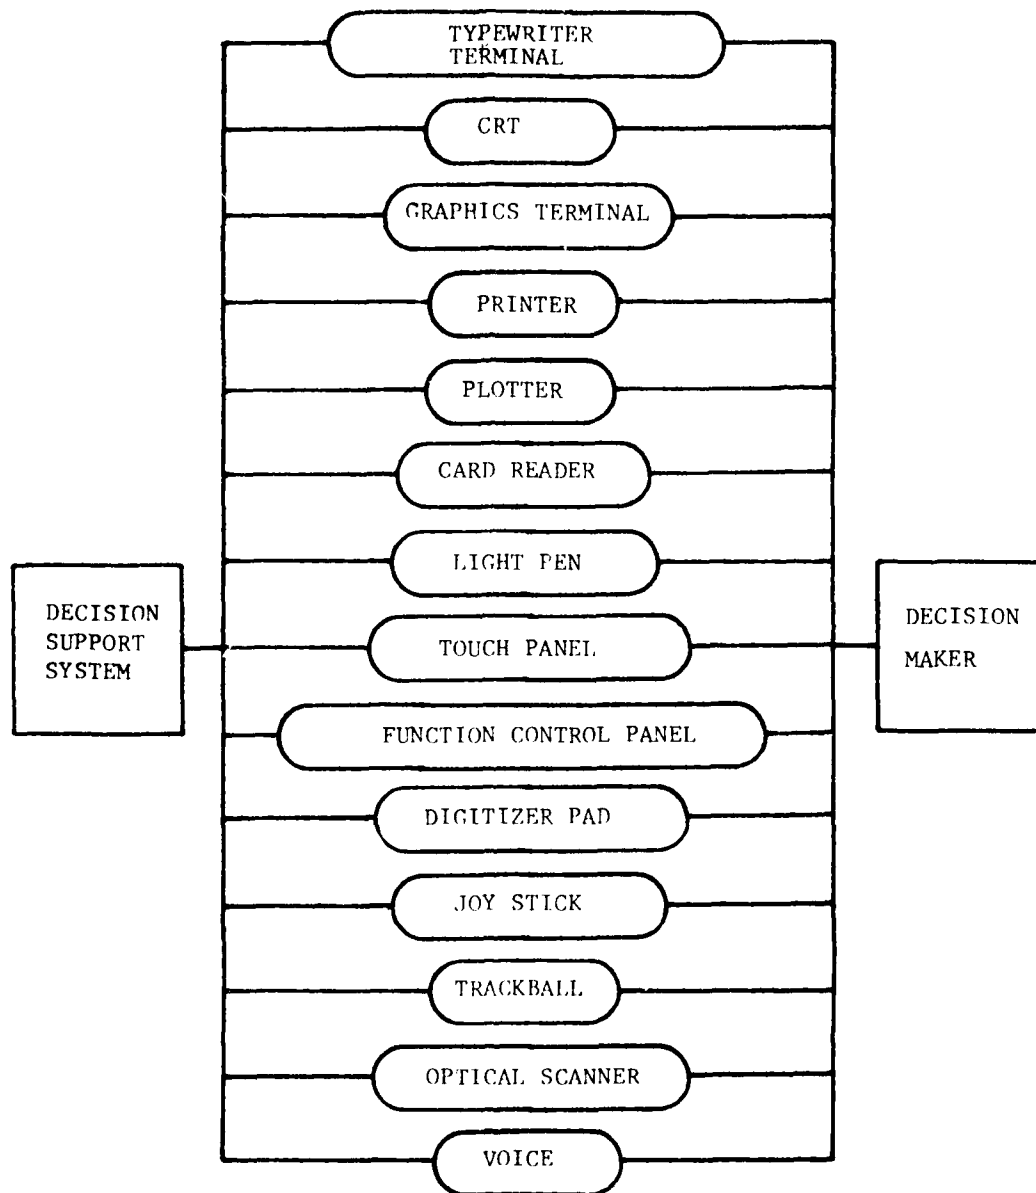 TYPEWRITER
TERMINAL
CRT
GRAPHICS TERMINAL
PRINTER
PLOTTER
CARD READER
LIGHT PEN
DECISION
SUPPORT
SYSTEM
TOUCH PANEL
DECISION
MAKER
FUNCTION CONTROL PANEL
DIGITIZER PAD
JOY STICK
TRACKBALL
OPTICAL SCANNER
VOICE